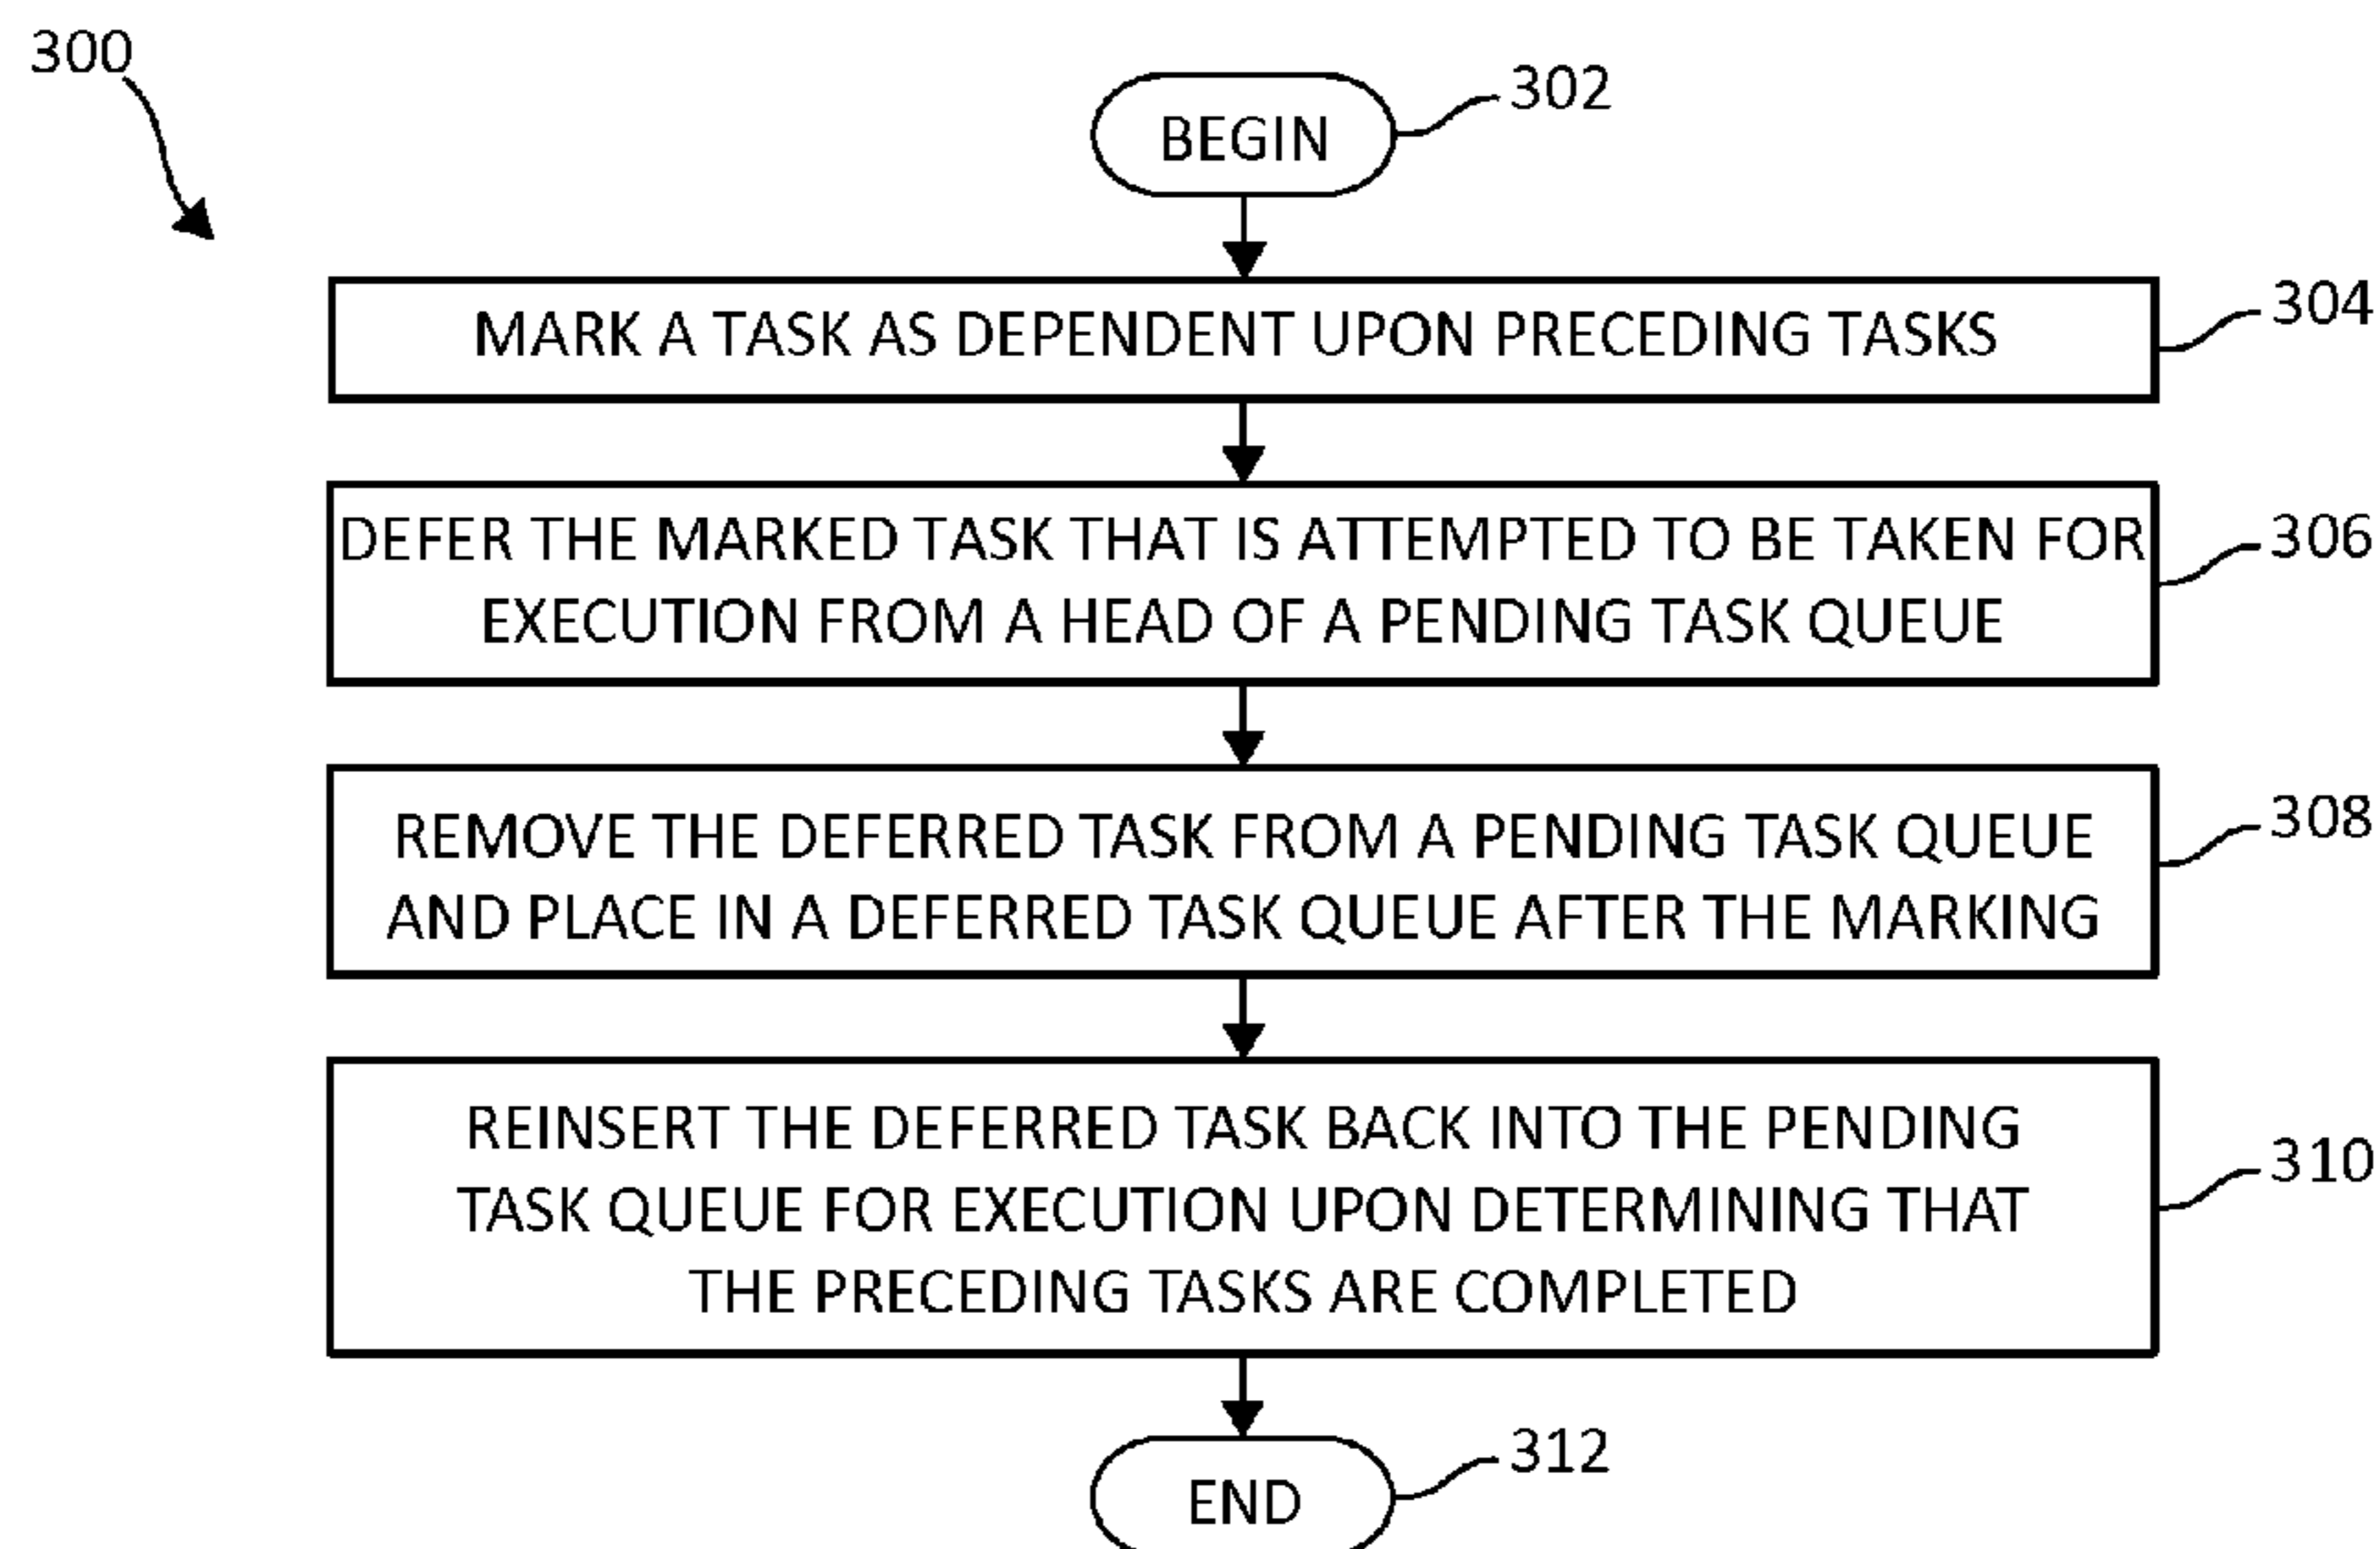 300
BEGIN
302
MARK A TASK AS DEPENDENT UPON PRECEDING TASKS
304
DEFER THE MARKED TASK THAT IS ATTEMPTED TO BE TAKEN FOR
EXECUTION FROM A HEAD OF A PENDING TASK QUEUE
306
REMOVE THE DEFERRED TASK FROM A PENDING TASK QUEUE
AND PLACE IN A DEFERRED TASK QUEUE AFTER THE MARKING
308
REINSERT THE DEFERRED TASK BACK INTO THE PENDING
TASK QUEUE FOR EXECUTION UPON DETERMINING THAT
THE PRECEDING TASKS ARE COMPLETED
310
END
312